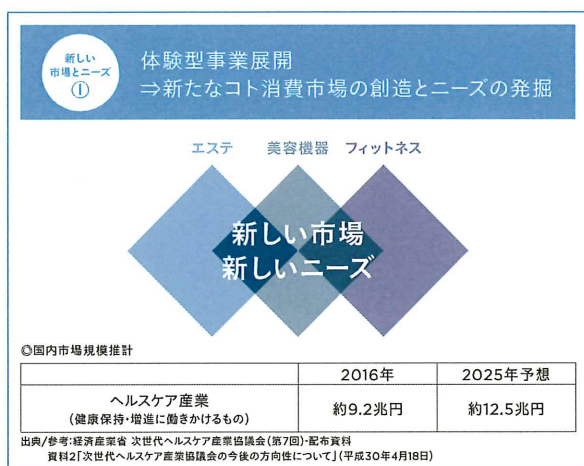 新しい
市場とニーズ
①
体験型事業展開
⇒新たなコト消費市場の創造とニーズの発掘
エステ 美容機器 フィットネス
新しい市場
新しいニーズ
◎国内市場規模推計
2016年 2025年予想
ヘルスケア産業
(健康保持・増進に働きかけるもの)
約9.2兆円 約12.5兆円
出典/参考:経済産業省 次世代ヘルスケア産業協議会(第7回)-配布資料
資料2「次世代ヘルスケア産業協議会の今後の方向性について」(平成30年4月18日)